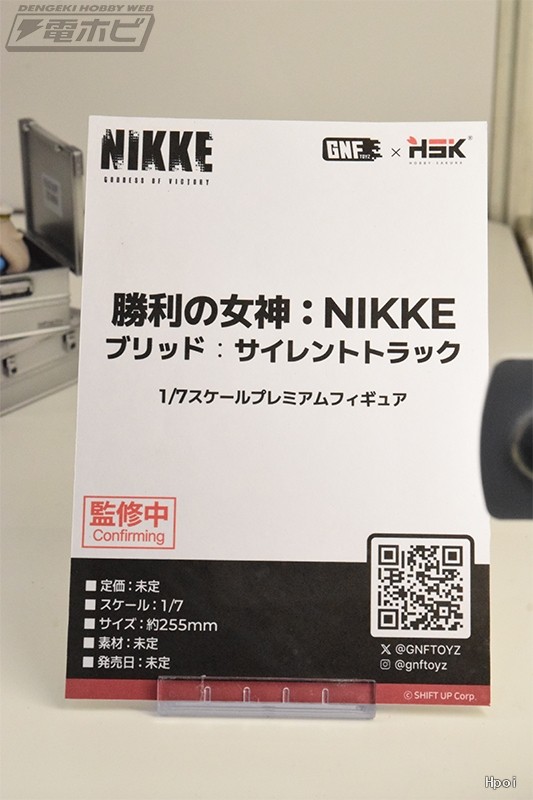 DENGEKI HOBBY WEB
電ホビ
NIKKE
GODDESS OF VICTORY
GNF TOYZ × HSK®
HOBBY SAKURA
勝利の女神：NIKKE
ブリッド：サイレントトラック
1/7スケールプレミアムフィギュア
監修中
Confirming
■ 定価：未定
■ スケール：1/7
■ サイズ：約255mm
■ 素材：未定
■ 発売日：未定
X @GNFTOYZ
@gnftoyz
© SHIFT UP Corp.
Hpoi